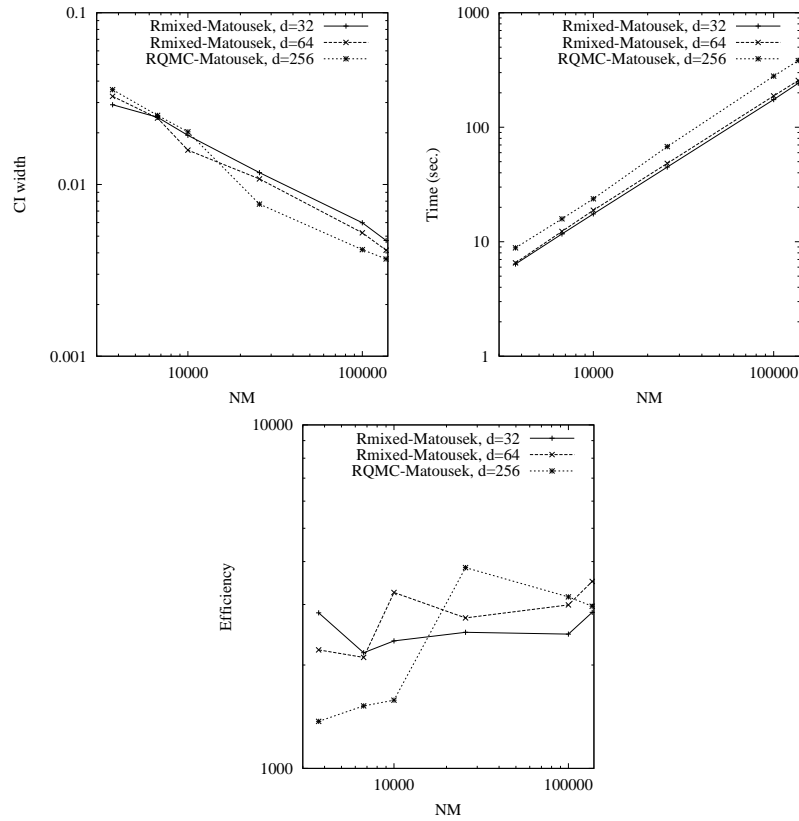 0.1
0.01
0.001
10000
100000
CI width
NM
Rmixed-Matousek, d=32
Rmixed-Matousek, d=64
RQMC-Matousek, d=256
1000
100
10
1
10000
100000
Time (sec.)
NM
Rmixed-Matousek, d=32
Rmixed-Matousek, d=64
RQMC-Matousek, d=256
10000
1000
10000
100000
Efficiency
NM
Rmixed-Matousek, d=32
Rmixed-Matousek, d=64
RQMC-Matousek, d=256